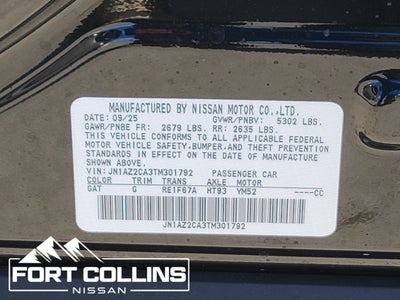 MANUFACTURED BY NISSAN MOTOR CO.,LTD.
DATE: 09/25 GVWR/PNBV: 5302 LBS.
GAWR/PNBE FR: 2679 LBS. RR: 2635 LBS.
THIS VEHICLE CONFORMS TO ALL APPLICABLE FEDERAL
MOTOR VEHICLE SAFETY, BUMPER, AND THEFT
PREVENTION STANDARDS IN EFFECT ON THE DATE OF MANUFACTURE
SHOWN ABOVE.
VIN: JN1AZ2CA3TM301792 PASSENGER CAR
COLOR TRIM TRANS AXLE MOTOR
GAT G RE1F67A HT93 YM52 ----CC
JN1AZ2CA3TM301792
FORT COLLINS
NISSAN